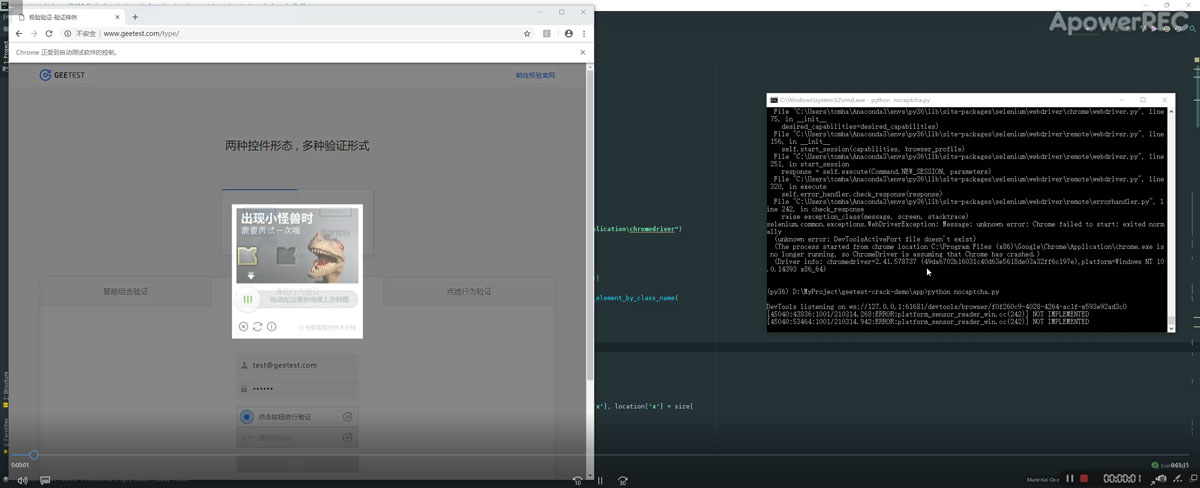 极验验证-验证样例
不安全 | www.geetest.com/type/
Chrome 正受到自动测试软件的控制。
GEETEST
前往极验官网
两种控件形态，多种验证形式
出现小怪兽时
需要再试一次哦
拖动左边滑块完成上方拼图
智能组合验证
点选行为验证
test@geetest.com
••••••
点击按钮进行验证
0:00:01
10
30
ApowerREC
plication\chromedriver")
element_by_class_name(
'x'], location['x'] + size[
C:\Windows\system32\cmd.exe - python nocaptcha.py
File "C:\Users\tomha\Anaconda3\envs\py36\lib\site-packages\selenium\webdriver\chrome\webdriver.py", line
75, in __init__
desired_capabilities=desired_capabilities)
File "C:\Users\tomha\Anaconda3\envs\py36\lib\site-packages\selenium\webdriver\remote\webdriver.py", line
156, in __init__
self.start_session(capabilities, browser_profile)
File "C:\Users\tomha\Anaconda3\envs\py36\lib\site-packages\selenium\webdriver\remote\webdriver.py", line
251, in start_session
response = self.execute(Command.NEW_SESSION, parameters)
File "C:\Users\tomha\Anaconda3\envs\py36\lib\site-packages\selenium\webdriver\remote\webdriver.py", line
320, in execute
self.error_handler.check_response(response)
File "C:\Users\tomha\Anaconda3\envs\py36\lib\site-packages\selenium\webdriver\remote\errorhandler.py", l
ine 242, in check_response
raise exception_class(message, screen, stacktrace)
selenium.common.exceptions.WebDriverException: Message: unknown error: Chrome failed to start: exited norm
ally
(unknown error: DevToolsActivePort file doesn't exist)
(The process started from chrome location C:\Program Files (x86)\Google\Chrome\Application\chrome.exe is
no longer running, so ChromeDriver is assuming that Chrome has crashed.)
(Driver info: chromedriver=2.41.578737 (49da6702b16031c40d63e5618de03a32ff6c197e),platform=Windows NT 10
.0.14393 x86_64)
(py36) D:\MyProject\geetest-crack-demo\app>python nocaptcha.py
DevTools listening on ws://127.0.0.1:61681/devtools/browser/f0f260c9-4028-4264-ac1f-e593e92ad3c0
[45040:43836:1001/210314.268:ERROR:platform_sensor_reader_win.cc(242)] NOT IMPLEMENTED
[45040:53464:1001/210314.942:ERROR:platform_sensor_reader_win.cc(242)] NOT IMPLEMENTED
00:00:01